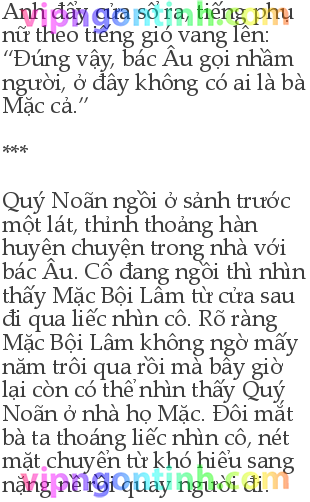 vipngontinh.com
Anh đẩy cửa sổ ra, tiếng phụ
nữ theo tiếng gió vang lên:
“Đúng vậy, bác Âu gọi nhầm
người, ở đây không có ai là bà
Mặc cả.”
***
Quý Noãn ngồi ở sảnh trước
một lát, thỉnh thoảng hàn
huyên chuyện trong nhà với
bác Âu. Cô đang ngồi thì nhìn
thấy Mặc Bội Lâm từ cửa sau
đi qua liếc nhìn cô. Rõ ràng
Mặc Bội Lâm không ngờ mấy
năm trôi qua rồi mà bây giờ
lại còn có thể nhìn thấy Quý
Noãn ở nhà họ Mặc. Đôi mắt
bà ta thoáng liếc nhìn cô, nét
mặt chuyển từ khó hiểu sang
nặng nề rồi quay người đi.
vipngontinh.com